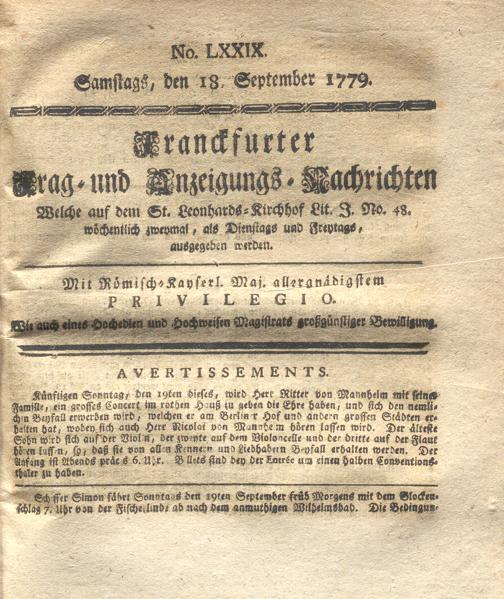 No. LXXIX.
Samstags, den 18. September 1779.
Franckfurter
Frag- und Anzeigungs-Nachrichten
Welche auf dem St. Leonhards-Kirchhof Lit. J. No. 48.
wöchentlich zweymal, als Dienstags und Freytags,
ausgegeben werden.
Mit Römisch-Kayserl. Maj. allergnädigstem
PRIVILEGIO.
Wie auch eines Hochedlen und Hochweisen Magistrats großgünstiger Bewilligung.
AVERTISSEMENTS.
Künftigen Sonntag, den 19ten dieses, wird Herr Ritter von Mannheim mit seiner
Familie, ein grosses Concert im rothen Hauß zu geben die Ehre haben, und sich den nemli-
chen Beyfall erwerben wird, welchen er am Berliner Hof und andern grossen Städten er-
halten hat, wobey sich auch Herr Nicolai von Mannheim hören lassen wird. Der älteste
Sohn wird sich auf der Violin, der zweyte auf dem Violoncelle und der dritte auf der Flaut
hören lassen, so, daß sie von allen Kennern und Liebhabern Beyfall erhalten werden. Der
Anfang ist Abends präcis 6. Uhr. Billets sind bey der Entrée um einen halben Conventions-
thaler zu haben.
Schiffer Simon fährt Sonntags den 19ten September früh Morgens mit dem Glocken-
schlag 7. Uhr von der Fischerlinde ab nach dem anmuthigen Wilhelmsbad. Die Bedingun-